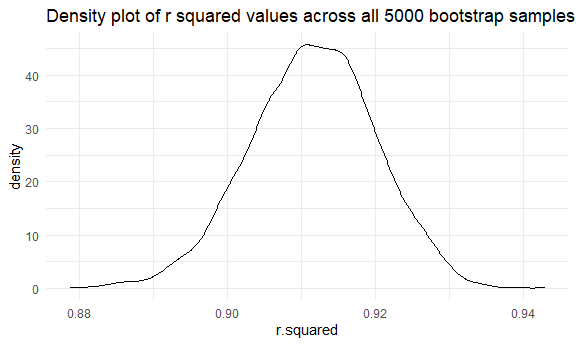 Density plot of r squared values across all 5000 bootstrap samples
density
40
30
20
10
0
0.88 0.90 0.92 0.94
r.squared